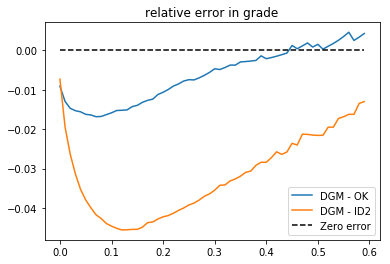 relative error in grade
0.00
−0.01
−0.02
−0.03
−0.04
0.0 0.1 0.2 0.3 0.4 0.5 0.6
DGM - OK
DGM - ID2
Zero error